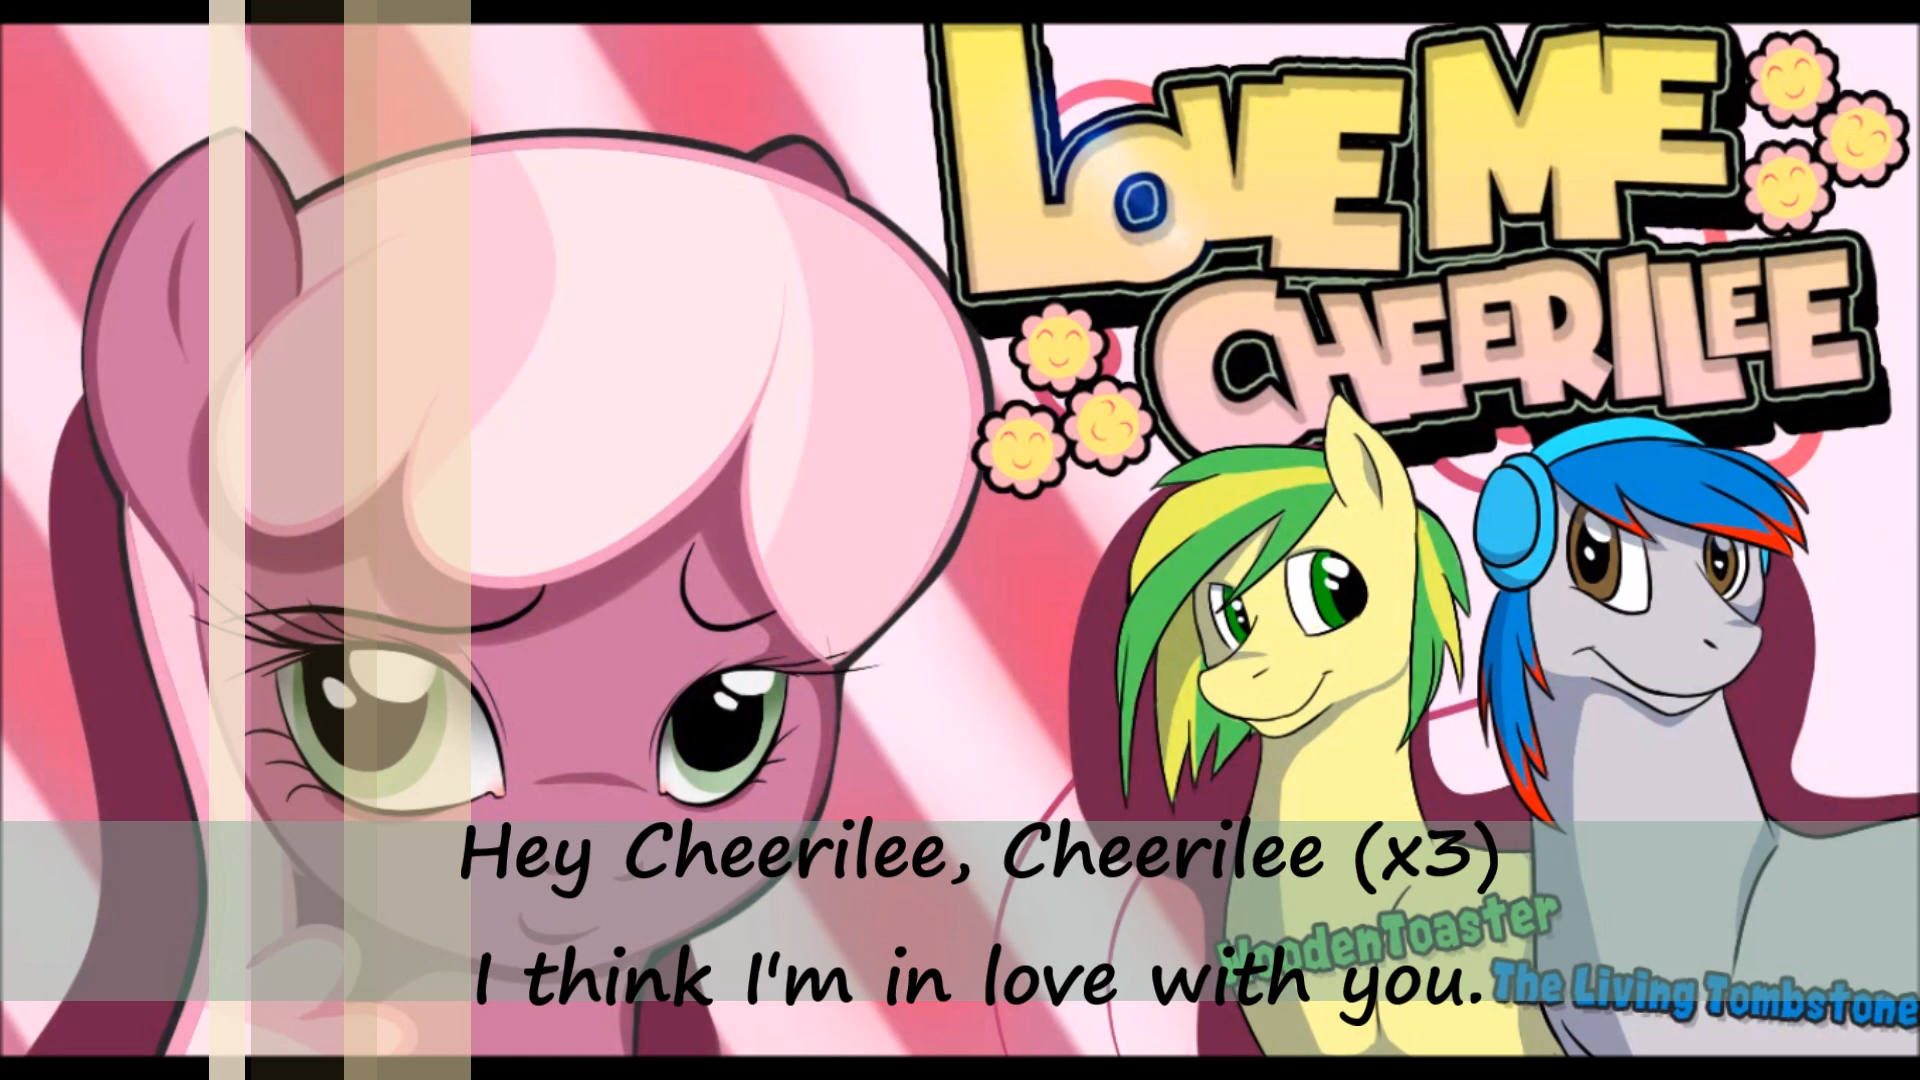 LOVE ME
CHEERILEE
Hey Cheerilee, Cheerilee (x3)
WoodenToaster
I think I'm in love with you.
The Living Tombstone